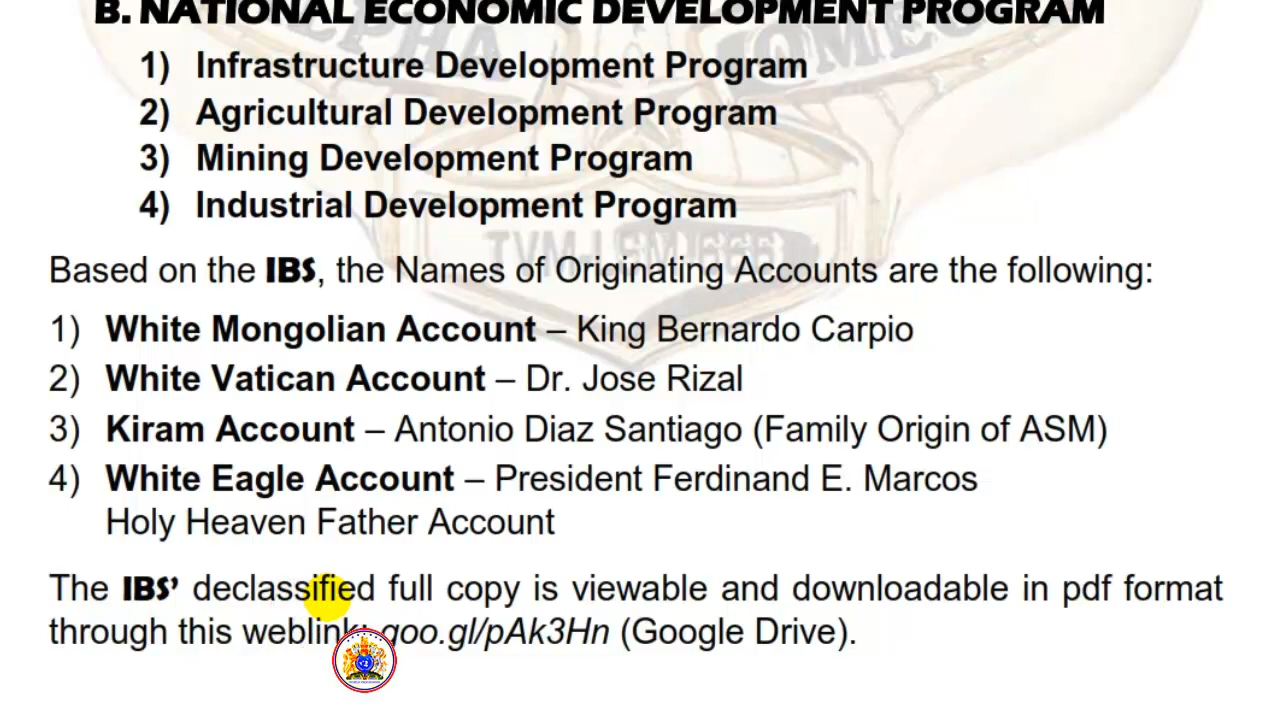 B. NATIONAL ECONOMIC DEVELOPMENT PROGRAM
1) Infrastructure Development Program
2) Agricultural Development Program
3) Mining Development Program
4) Industrial Development Program
Based on the IBS, the Names of Originating Accounts are the following:
1) White Mongolian Account – King Bernardo Carpio
2) White Vatican Account – Dr. Jose Rizal
3) Kiram Account – Antonio Diaz Santiago (Family Origin of ASM)
4) White Eagle Account – President Ferdinand E. Marcos
Holy Heaven Father Account
The IBS’ declassified full copy is viewable and downloadable in pdf format
through this weblink: goo.gl/pAk3Hn (Google Drive).
ALPHA OMEGA